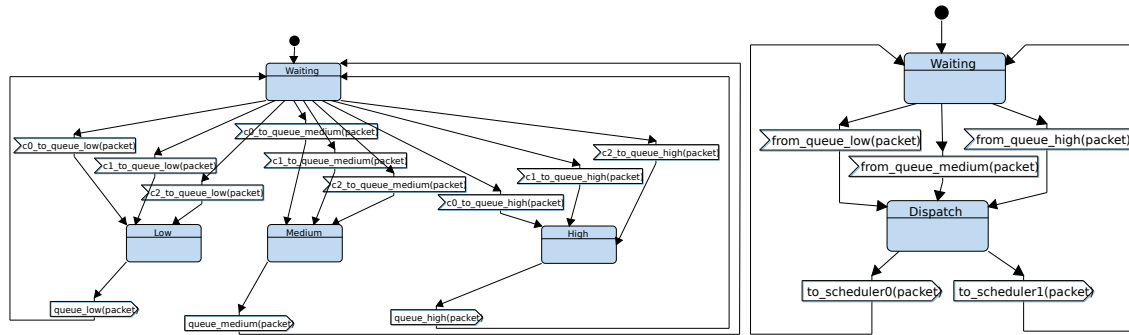 Waiting
c0_to_queue_low(packet)
c0_to_queue_medium(packet)
c2_to_queue_high(packet)
c1_to_queue_low(packet)
c1_to_queue_medium(packet)
c1_to_queue_high(packet)
c2_to_queue_low(packet)
c2_to_queue_medium(packet)
c0_to_queue_high(packet)
Low
Medium
High
queue_low(packet)
queue_medium(packet)
queue_high(packet)
Waiting
from_queue_low(packet)
from_queue_high(packet)
from_queue_medium(packet)
Dispatch
to_scheduler0(packet)
to_scheduler1(packet)